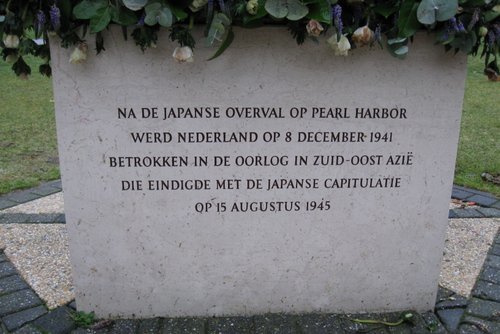 NA DE JAPANSE OVERVAL OP PEARL HARBOR
WERD NEDERLAND OP 8 DECEMBER 1941
BETROKKEN IN DE OORLOG IN ZUID-OOST AZIË
DIE EINDIGDE MET DE JAPANSE CAPITULATIE
OP 15 AUGUSTUS 1945